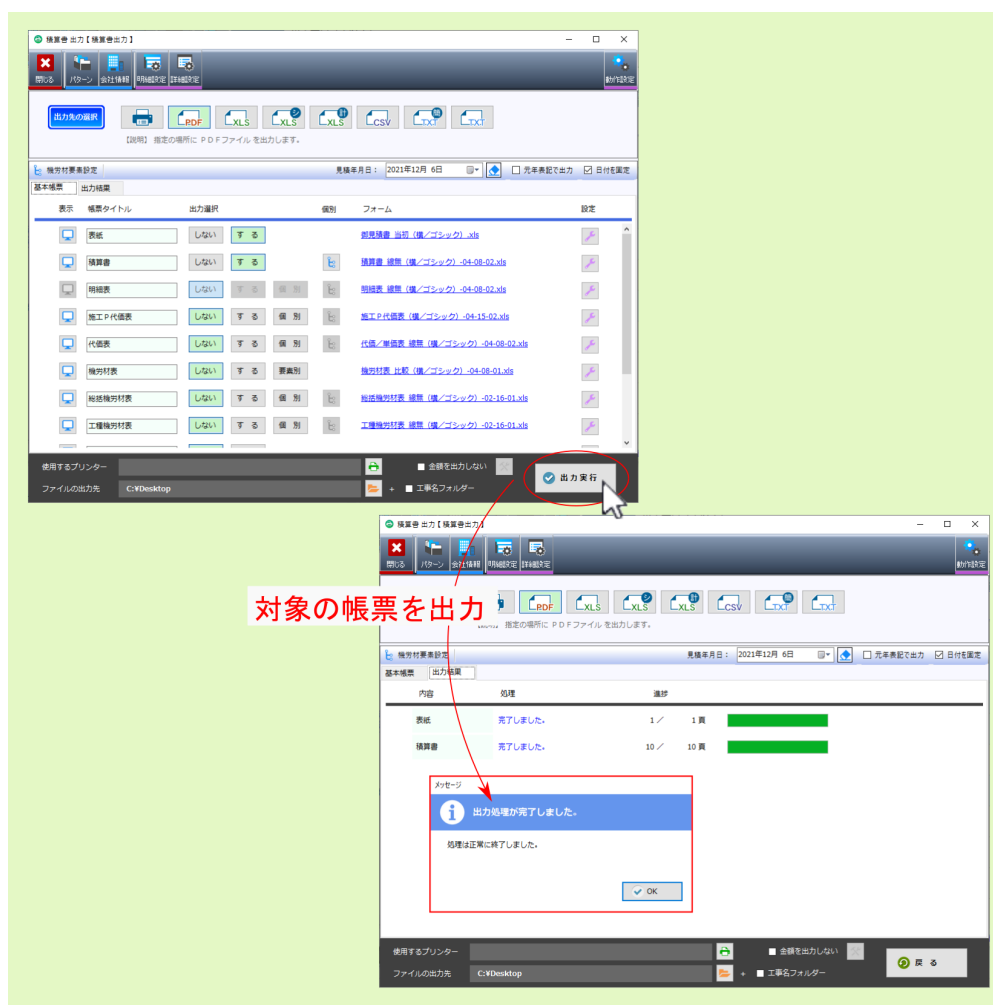 積算書 出力【 積算書出力 】
閉じる パターン 会社情報 明細設定 詳細設定 動作設定
出力先の選択 PDF XLS XLS シ XLS 計 CSV TXT 簡 TXT
【説明】 指定の場所に ＰＤＦファイル を出力します。
機労材要素設定 見積年月日： 2021年12月 6日 元年表記で出力 日付を固定
基本帳票 出力結果
表示 帳票タイトル 出力選択 個別 フォーム 設定
表紙 しない する 御見積書_当初（横／ゴシック）.xls
積算書 しない する 積算書_縦無（横／ゴシック）-04-08-02.xls
明細表 しない する 個別 明細表_縦無（横／ゴシック）-04-08-02.xls
施工Ｐ代価表 しない する 個別 施工Ｐ代価表（横／ゴシック）-04-15-02.xls
代価表 しない する 個別 代価／単価表_縦無（横／ゴシック）-04-08-02.xls
機労材表 しない する 要素別 機労材表_比較（横／ゴシック）-04-08-01.xls
総括機労材表 しない する 個別 総括機労材表_縦無（横／ゴシック）-02-16-01.xls
工種機労材表 しない する 個別 工種機労材表_縦無（横／ゴシック）-02-16-01.xls
使用するプリンター 金額を出力しない
ファイルの出力先 C:¥Desktop + 工事名フォルダー
出力実行
対象の帳票を出力
積算書 出力【 積算書出力 】
閉じる パターン 会社情報 明細設定 詳細設定 動作設定
PDF XLS XLS シ XLS 計 CSV TXT 簡 TXT
指定の場所に ＰＤＦファイル を出力します。
機労材要素設定 見積年月日： 2021年12月 6日 元年表記で出力 日付を固定
基本帳票 出力結果
内容 処理 進捗
表紙 完了しました。 1 ／ 1 頁
積算書 完了しました。 10 ／ 10 頁
メッセージ
出力処理が完了しました。
処理は正常に終了しました。
OK
使用するプリンター 金額を出力しない
ファイルの出力先 C:¥Desktop + 工事名フォルダー
戻る